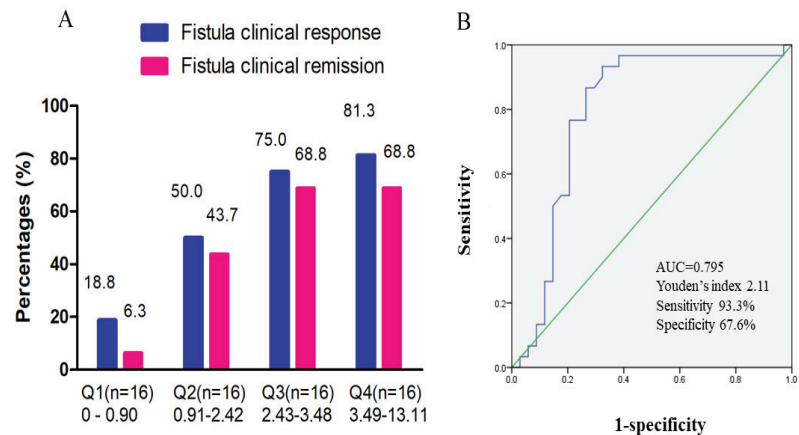 A
Fistula clinical response
Fistula clinical remission
Percentages (%)
100
80
60
40
20
0
18.8
6.3
50.0
43.7
75.0
68.8
81.3
68.8
Q1(n=16) Q2(n=16) Q3(n=16) Q4(n=16)
0 - 0.90 0.91-2.42 2.43-3.48 3.49-13.11
B
Sensitivity
1.0
0.8
0.6
0.4
0.2
0.0
AUC=0.795
Youden's index 2.11
Sensitivity 93.3%
Specificity 67.6%
0.0 0.2 0.4 0.6 0.8 1.0
1-specificity